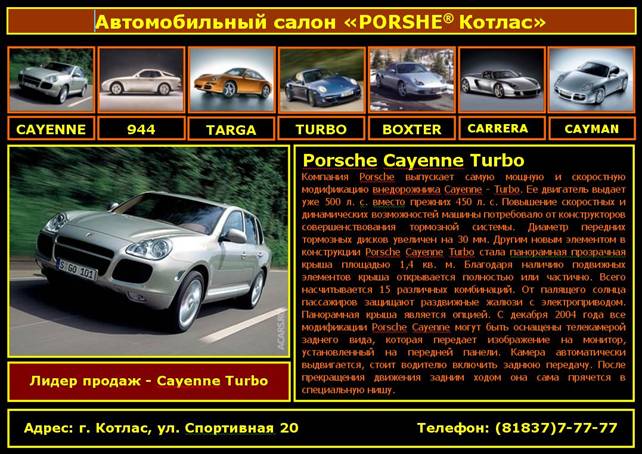 Автомобильный салон «PORSHE® Котлас»
CAYENNE
944
TARGA
TURBO
BOXTER
CARRERA
CAYMAN
S GO 101
Лидер продаж - Cayenne Turbo
Porsche Cayenne Turbo
Компания Porsche выпускает самую мощную и скоростную
модификацию внедорожника Cayenne - Turbo. Ее двигатель выдает
уже 500 л. с. вместо прежних 450 л. с. Повышение скоростных и
динамических возможностей машины потребовало от конструкторов
совершенствования тормозной системы. Диаметр передних
тормозных дисков увеличен на 30 мм. Другим новым элементом в
конструкции Porsche Cayenne Turbo стала панорамная прозрачная
крыша площадью 1,4 кв. м. Благодаря наличию подвижных
элементов крыша открывается полностью или частично. Всего
насчитывается 15 различных комбинаций. От палящего солнца
пассажиров защищают раздвижные жалюзи с электроприводом.
Панорамная крыша является опцией. С декабря 2004 года все
модификации Porsche Cayenne могут быть оснащены телекамерой
заднего вида, которая передает изображение на монитор,
установленный на передней панели. Камера автоматически
выдвигается, стоит водителю включить заднюю передачу. После
прекращения движения задним ходом она сама прячется в
специальную нишу.
Адрес: г. Котлас, ул. Спортивная 20
Телефон: (81837)7-77-77